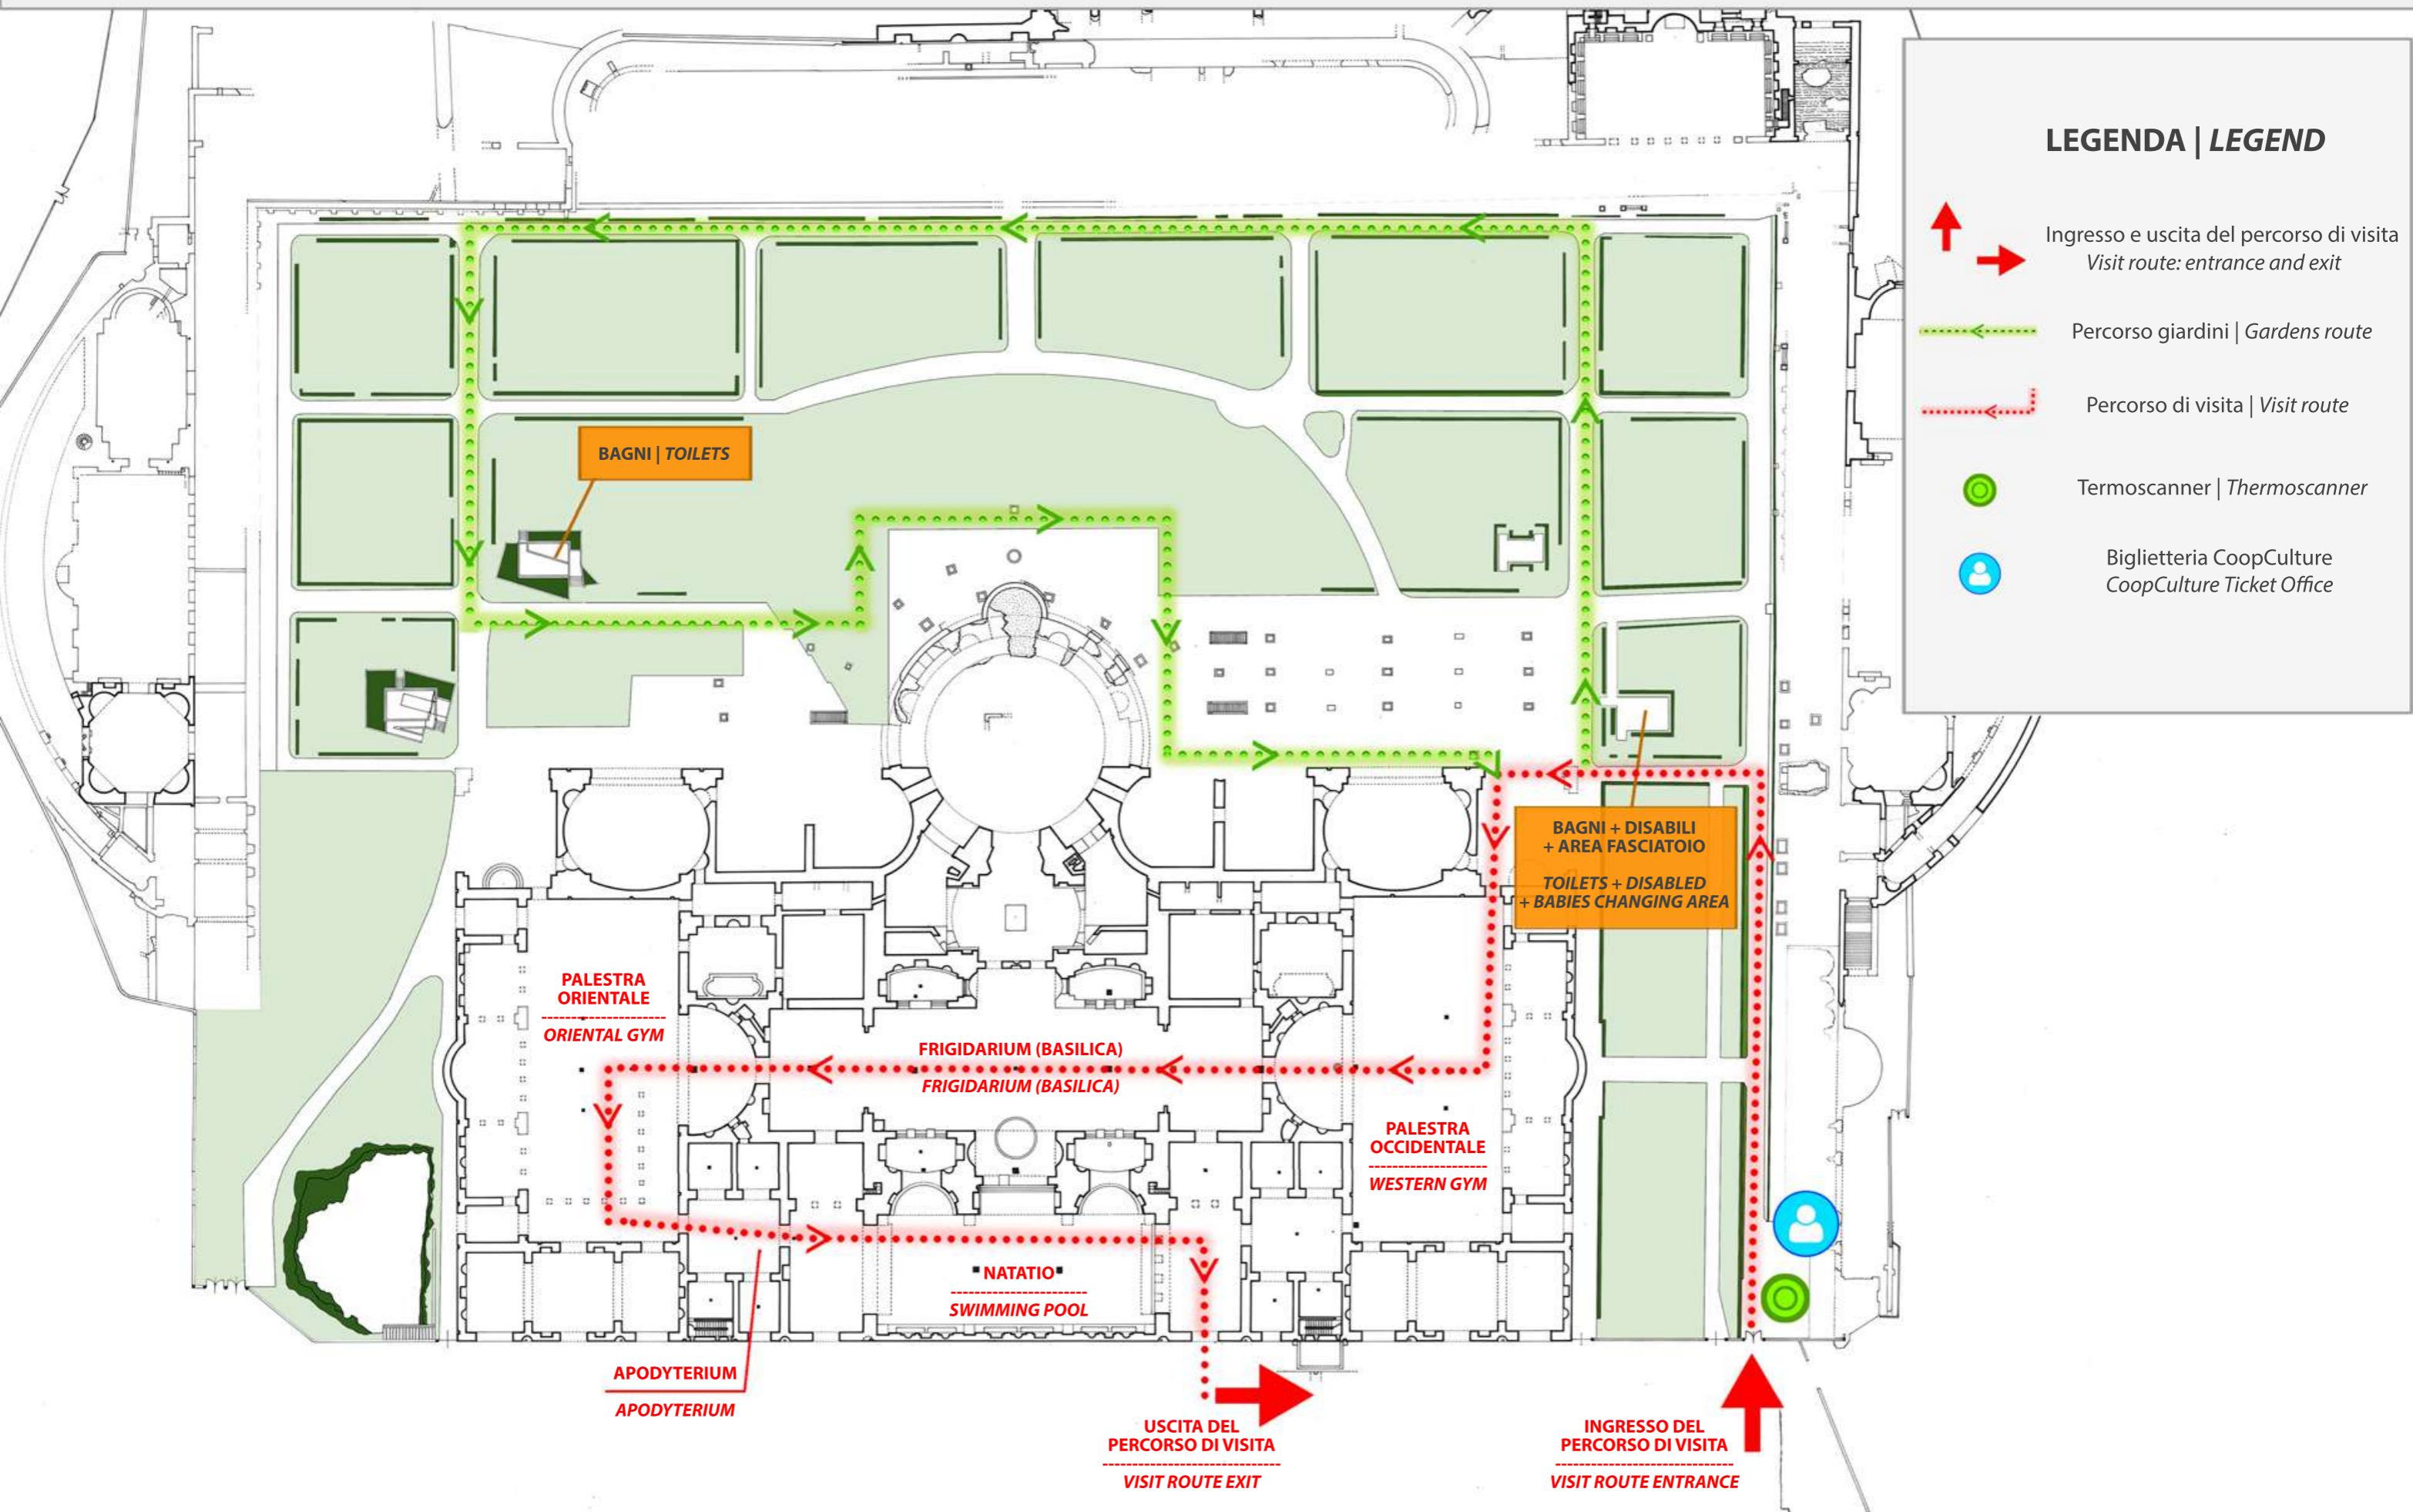 LEGENDA | LEGEND
Ingresso e uscita del percorso di visita
Visit route: entrance and exit
Percorso giardini | Gardens route
Percorso di visita | Visit route
Termoscanner | Thermoscanner
Biglietteria CoopCulture
CoopCulture Ticket Office
BAGNI | TOILETS
BAGNI + DISABILI
+ AREA FASCIATOIO
TOILETS + DISABLED
+ BABIES CHANGING AREA
PALESTRA
ORIENTALE
ORIENTAL GYM
FRIGIDARIUM (BASILICA)
FRIGIDARIUM (BASILICA)
PALESTRA
OCCIDENTALE
WESTERN GYM
NATATIO
SWIMMING POOL
APODYTERIUM
APODYTERIUM
USCITA DEL
PERCORSO DI VISITA
VISIT ROUTE EXIT
INGRESSO DEL
PERCORSO DI VISITA
VISIT ROUTE ENTRANCE